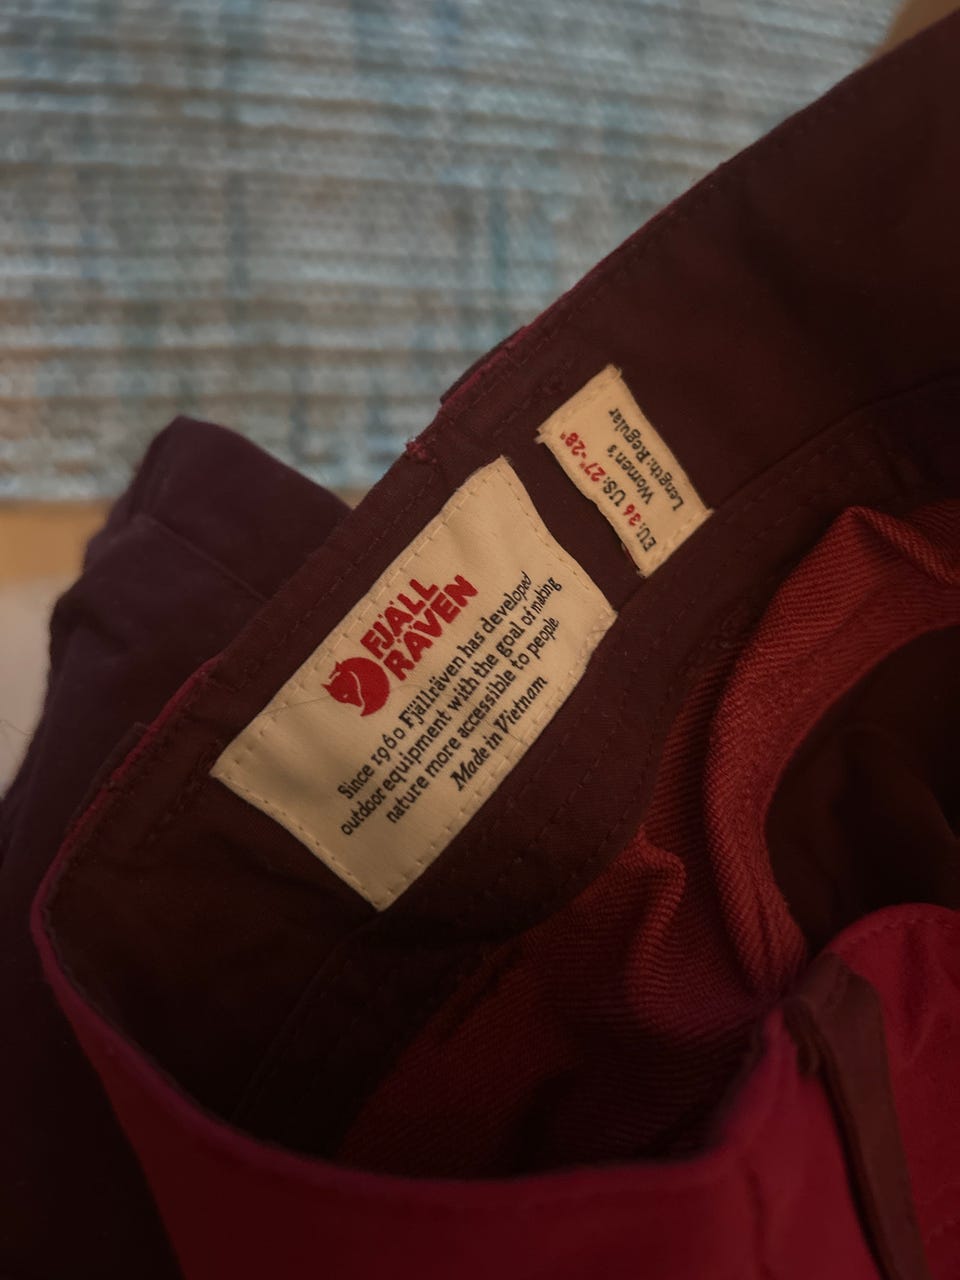 FJÄLL
RÄVEN
Since 1960 Fjällräven has developed
outdoor equipment with the goal of making
nature more accessible to people
Made in Vietnam
EU: 36 US: 27"-28"
Women's
Length: Regular